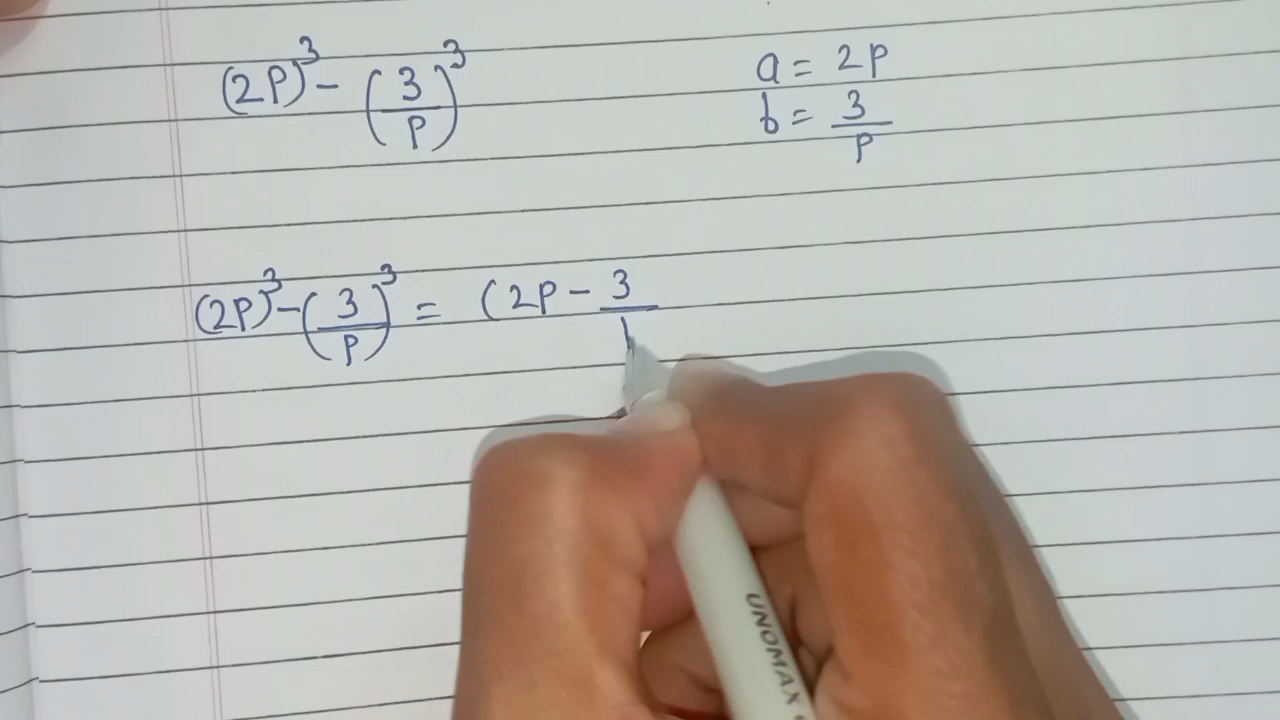 (2P)³ - (3/P)³
a = 2P
b = 3/P
(2P)³ - (3/P)³ = (2P - 3/
UNOMAX